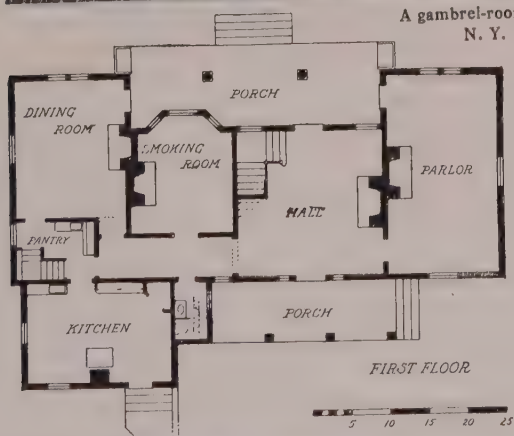 A gambrel-roo
N. Y.
PORCH
DINING
ROOM
SMOKING
ROOM
PARLOR
HALL
PANTRY
PORCH
KITCHEN
FIRST FLOOR
5 10 15 20 25